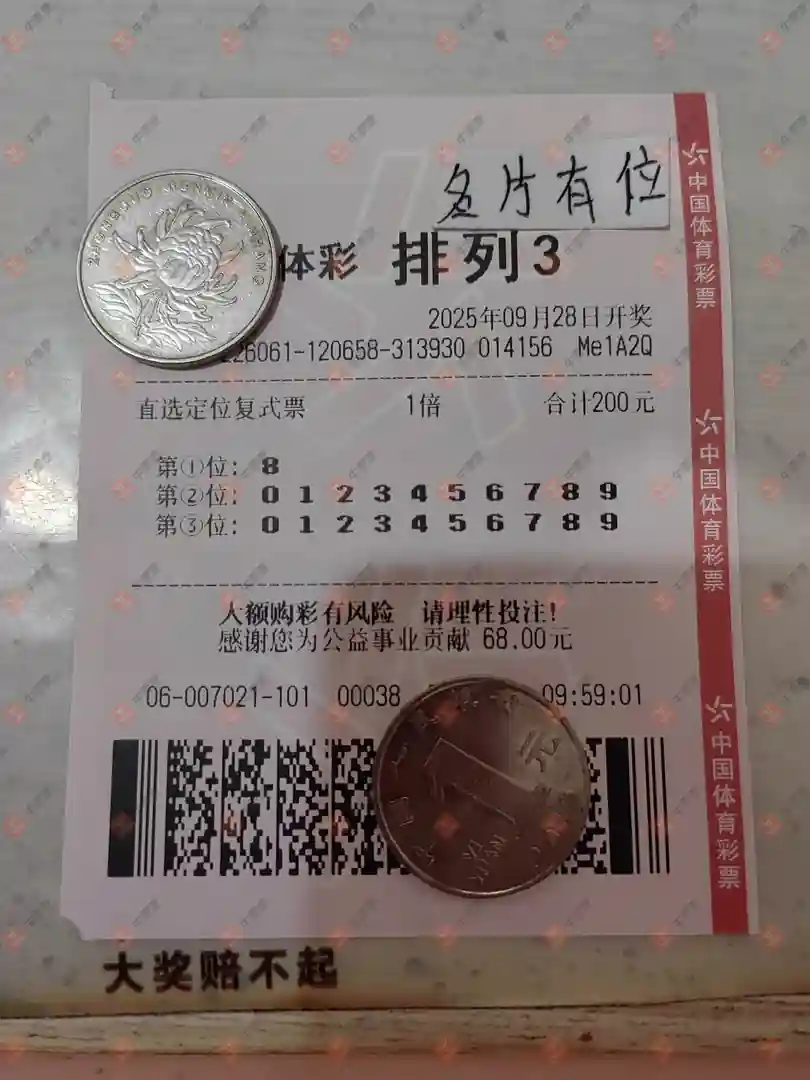 名片有位
体彩 排列3
2025年09月28日开奖
226061-120658-313930 014156 Me1A2Q
直选定位复式票 1倍 合计200元
第①位: 8
第②位: 0 1 2 3 4 5 6 7 8 9
第③位: 0 1 2 3 4 5 6 7 8 9
大额购彩有风险 请理性投注!
感谢您为公益事业贡献 68.00元
06-007021-101 00038 09:59:01
大奖赔不起
中国体育彩票
中国体育彩票
中国体育彩票
1
元